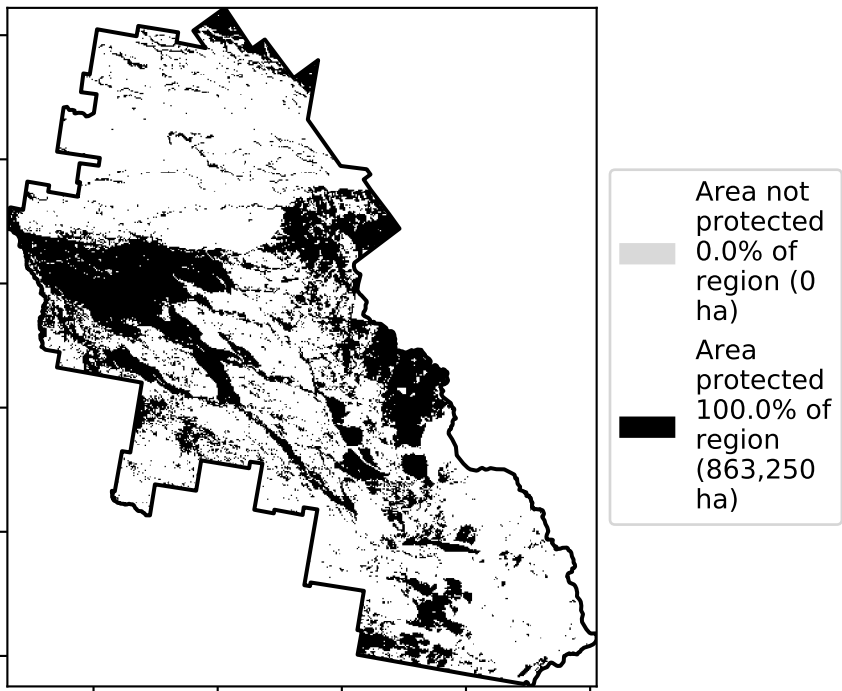 Area not
protected
0.0% of
region (0
ha)
Area
protected
100.0% of
region
(863,250
ha)